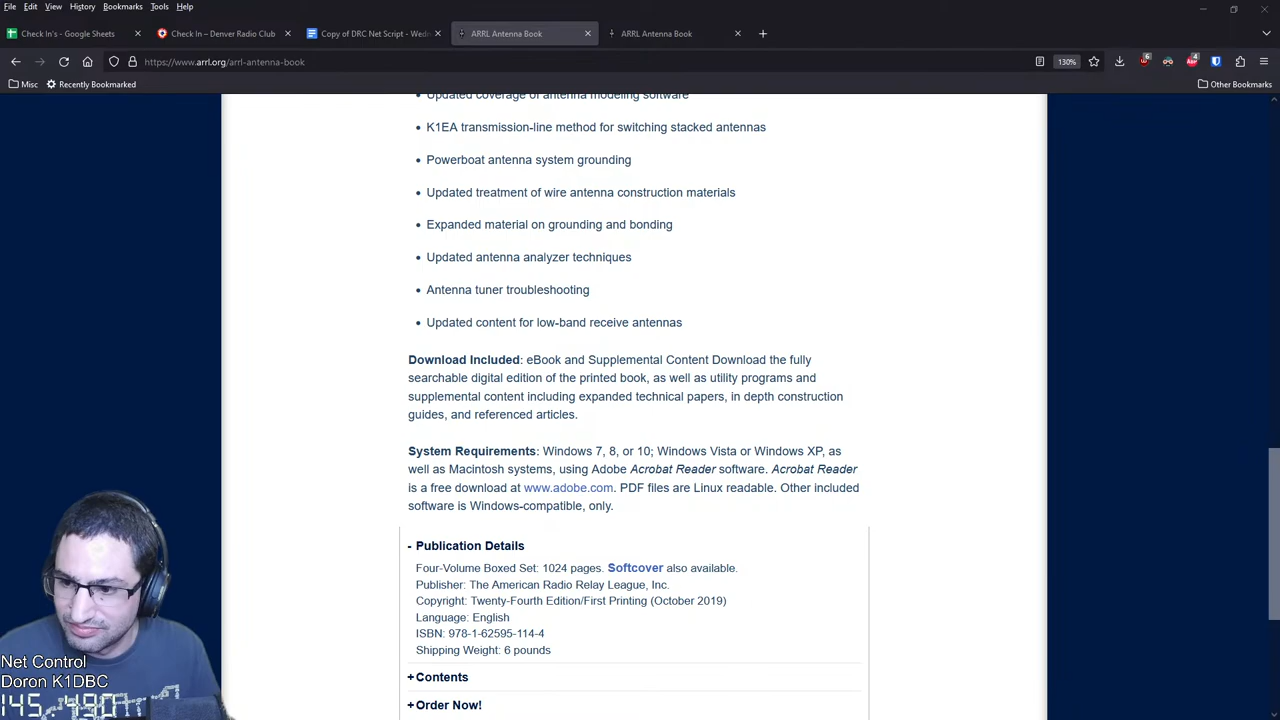 File Edit View History Bookmarks Tools Help
Check In's - Google Sheets
Check In – Denver Radio Club
Copy of DRC Net Script - Wedn
ARRL Antenna Book
ARRL Antenna Book
https://www.arrl.org/arrl-antenna-book
130%
6
4
Misc
Recently Bookmarked
Other Bookmarks
Updated coverage of antenna modeling software
K1EA transmission-line method for switching stacked antennas
Powerboat antenna system grounding
Updated treatment of wire antenna construction materials
Expanded material on grounding and bonding
Updated antenna analyzer techniques
Antenna tuner troubleshooting
Updated content for low-band receive antennas
Download Included: eBook and Supplemental Content Download the fully
searchable digital edition of the printed book, as well as utility programs and
supplemental content including expanded technical papers, in depth construction
guides, and referenced articles.
System Requirements: Windows 7, 8, or 10; Windows Vista or Windows XP, as
well as Macintosh systems, using Adobe Acrobat Reader software. Acrobat Reader
is a free download at www.adobe.com. PDF files are Linux readable. Other included
software is Windows-compatible, only.
- Publication Details
Four-Volume Boxed Set: 1024 pages. Softcover also available.
Publisher: The American Radio Relay League, Inc.
Copyright: Twenty-Fourth Edition/First Printing (October 2019)
Language: English
ISBN: 978-1-62595-114-4
Shipping Weight: 6 pounds
+Contents
+Order Now!
Net Control
Doron K1DBC
145.490